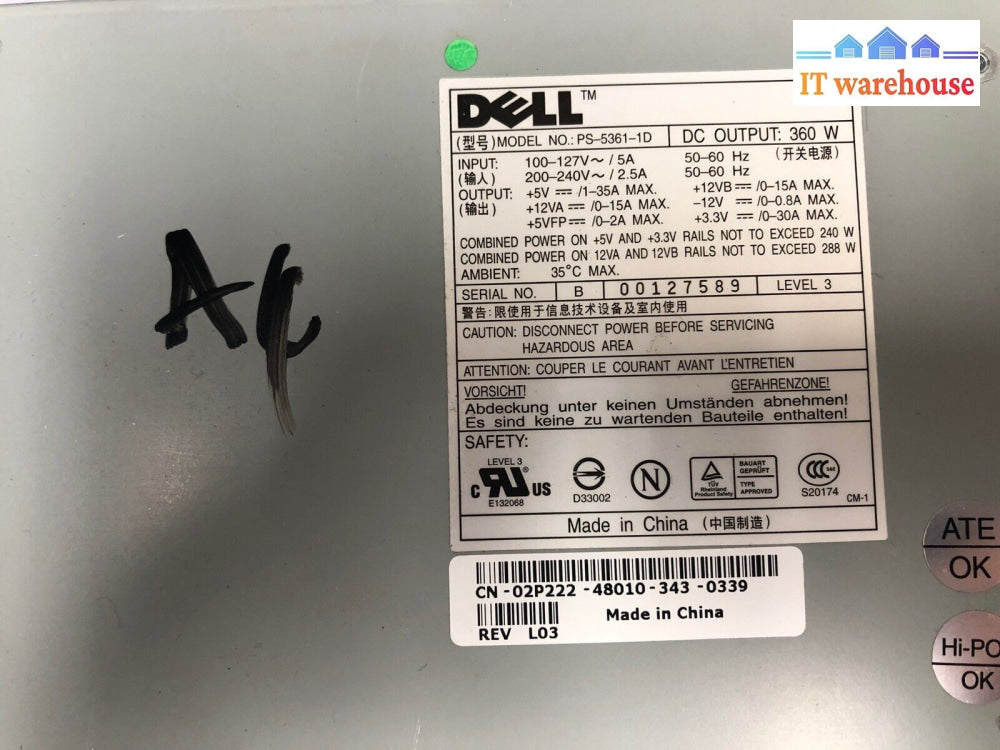 IT warehouse
DELL™
(型号)MODEL NO.: PS-5361-1D DC OUTPUT: 360 W
INPUT: 100-127V～ / 5A 50-60 Hz (开关电源)
(输入) 200-240V～ / 2.5A 50-60 Hz
OUTPUT: +5V ⎓ /1-35A MAX. +12VB ⎓ /0-15A MAX.
(输出) +12VA ⎓ /0-15A MAX. -12V ⎓ /0-0.8A MAX.
+5VFP ⎓ /0-2A MAX. +3.3V ⎓ /0-30A MAX.
COMBINED POWER ON +5V AND +3.3V RAILS NOT TO EXCEED 240 W
COMBINED POWER ON 12VA AND 12VB RAILS NOT TO EXCEED 288 W
AMBIENT: 35°C MAX.
SERIAL NO. B 00127589 LEVEL 3
警告:限使用于信息技术设备及室内使用
CAUTION: DISCONNECT POWER BEFORE SERVICING
HAZARDOUS AREA
ATTENTION: COUPER LE COURANT AVANT L'ENTRETIEN
VORSICHT! GEFAHRENZONE!
Abdeckung unter keinen Umständen abnehmen!
Es sind keine zu wartenden Bauteile enthalten!
SAFETY:
LEVEL 3
c RU US ®
E132068
D33002
N
TÜV
Rheinland
Product Safety
BAUART
GEPRÜFT
TYPE
APPROVED
CCC S&E
S20174
CM-1
Made in China (中国制造)
CN -02P222 -48010-343 -0339
Made in China
REV L03
ATE
OK
Hi-PO
OK